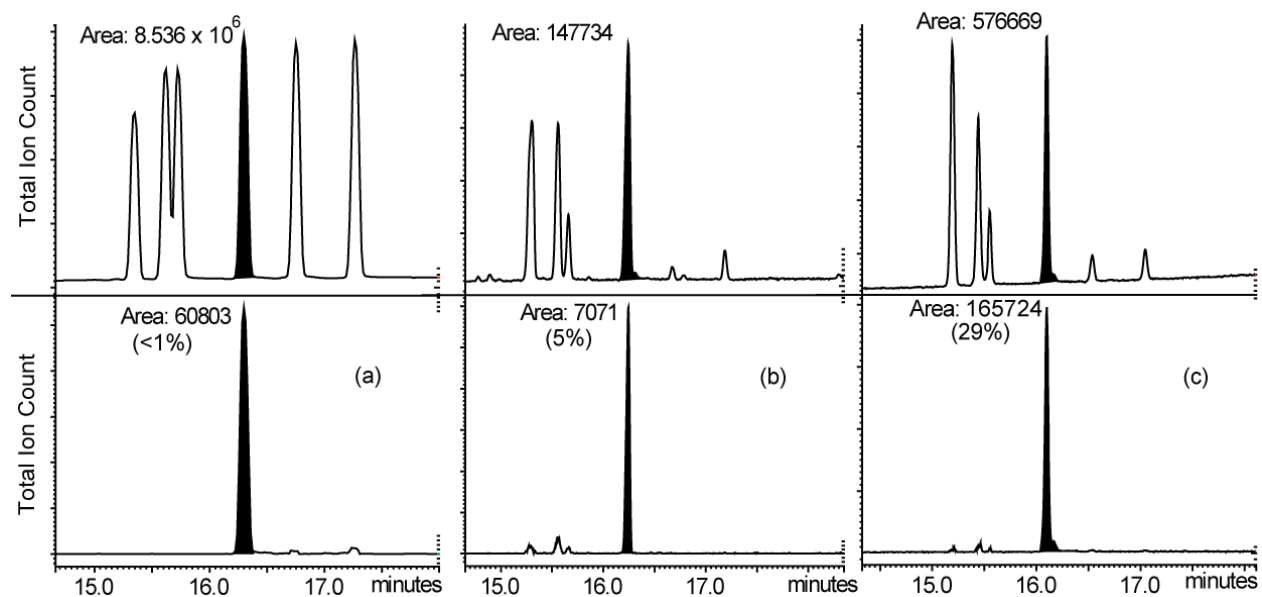 Area: 8.536 x 10⁶
Area: 147734
Area: 576669
Total Ion Count
Area: 60803
(<1%)
Area: 7071
(5%)
Area: 165724
(29%)
(a)
(b)
(c)
Total Ion Count
15.0 16.0 17.0 minutes
15.0 16.0 17.0 minutes
15.0 16.0 17.0 minutes